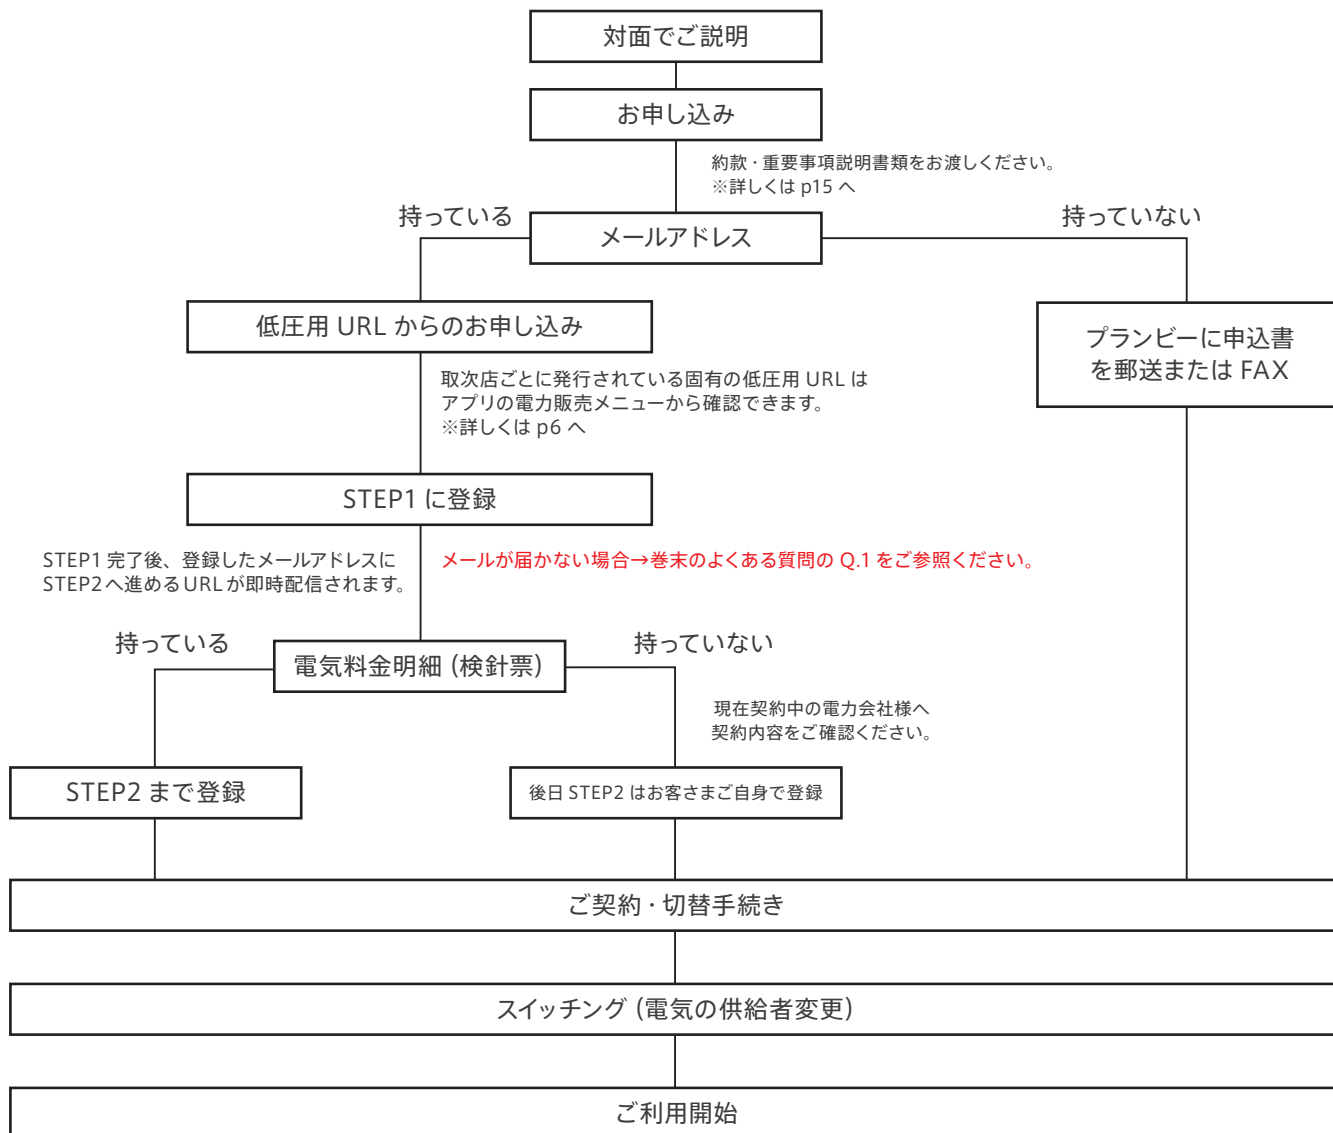 対面でご説明
お申し込み
約款・重要事項説明書類をお渡しください。
※詳しくは p15 へ
持っている
持っていない
メールアドレス
低圧用 URL からのお申し込み
プランビーに申込書
を郵送または FAX
取次店ごとに発行されている固有の低圧用 URL は
アプリの電力販売メニューから確認できます。
※詳しくは p6 へ
STEP1 に登録
STEP1 完了後、登録したメールアドレスに
STEP2へ進めるURLが即時配信されます。
メールが届かない場合→巻末のよくある質問の Q.1 をご参照ください。
持っている
持っていない
電気料金明細 (検針票)
現在契約中の電力会社様へ
契約内容をご確認ください。
STEP2 まで登録
後日 STEP2 はお客さまご自身で登録
ご契約・切替手続き
スイッチング (電気の供給者変更)
ご利用開始